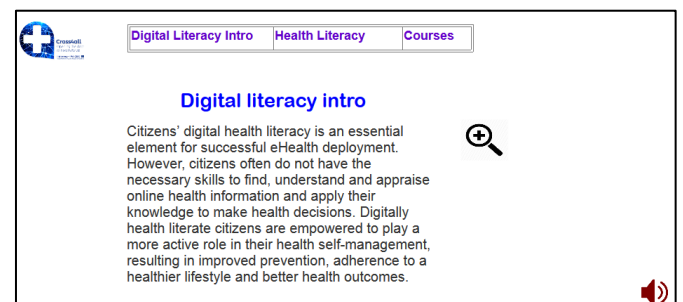 Cross4all
Digital Literacy Intro Health Literacy Courses
Digital literacy intro
Citizens’ digital health literacy is an essential
element for successful eHealth deployment.
However, citizens often do not have the
necessary skills to find, understand and appraise
online health information and apply their
knowledge to make health decisions. Digitally
health literate citizens are empowered to play a
more active role in their health self-management,
resulting in improved prevention, adherence to a
healthier lifestyle and better health outcomes.